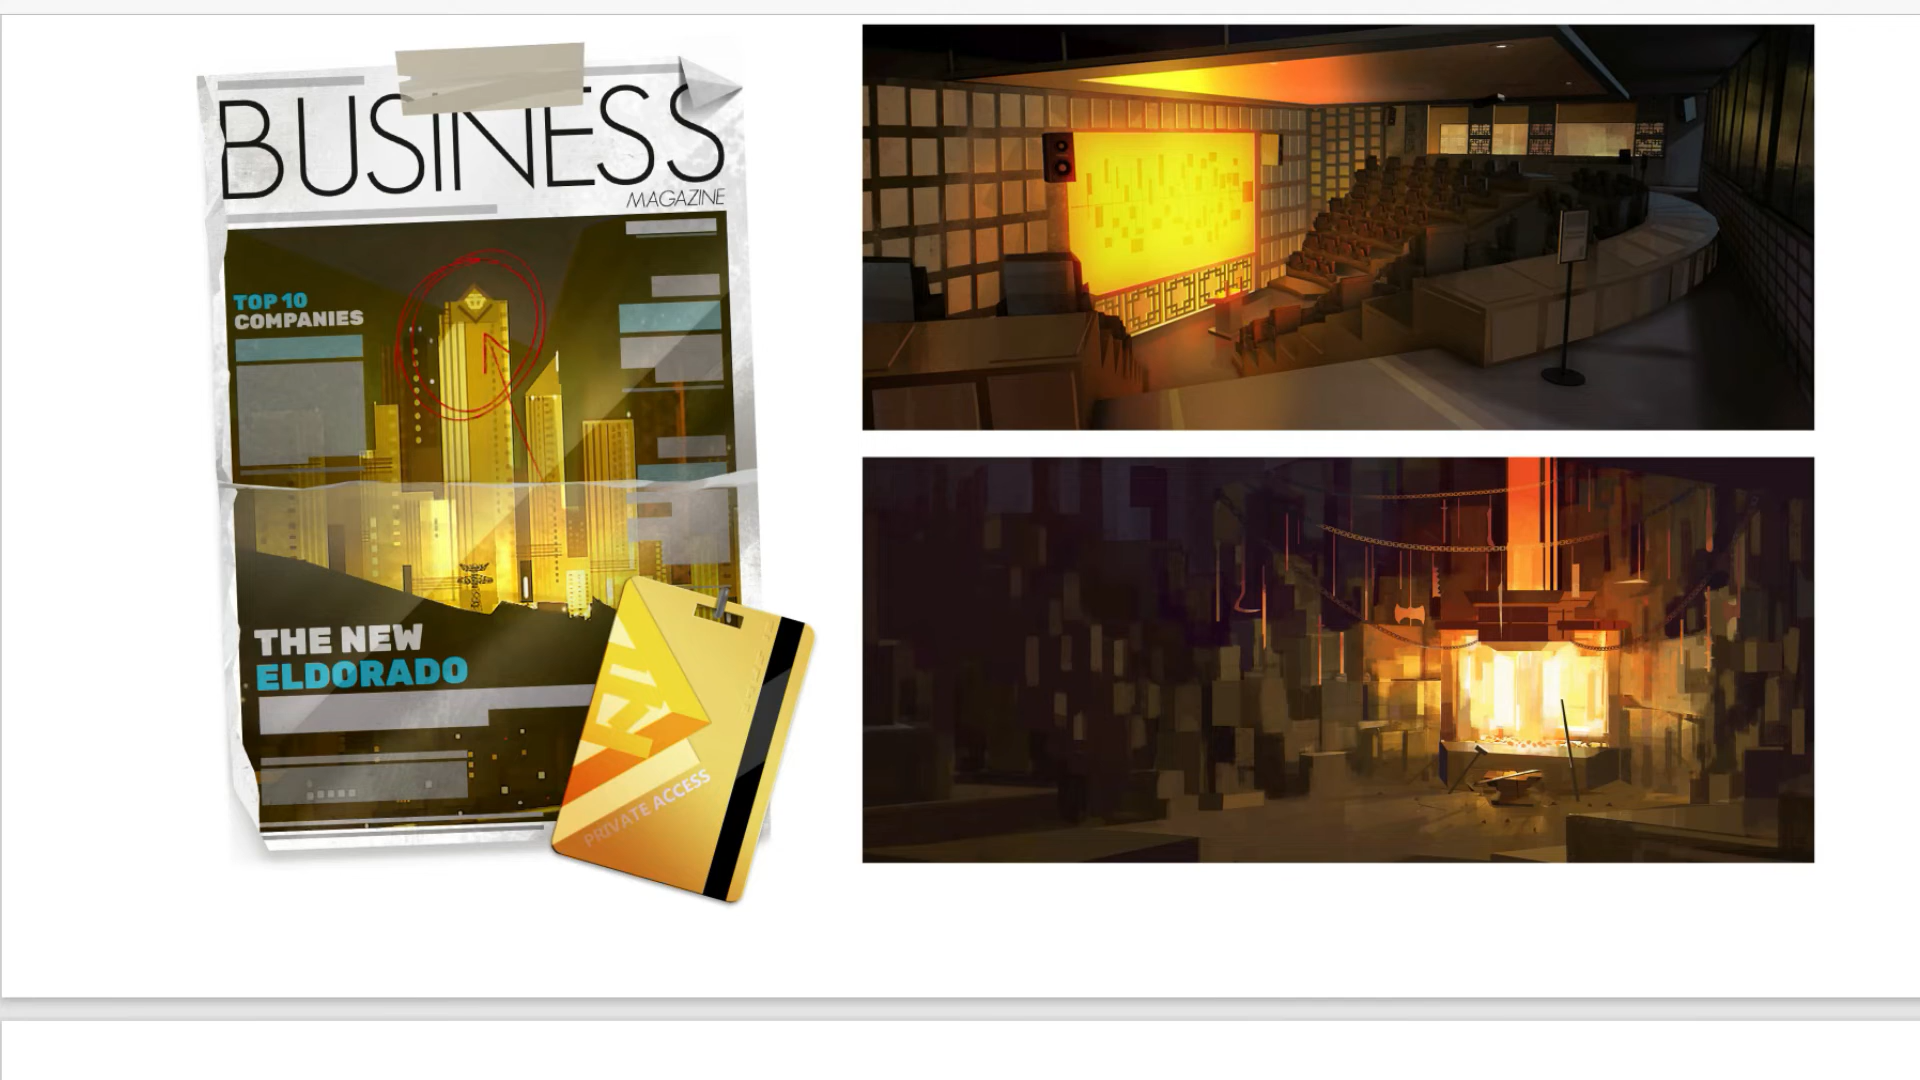 BUSINESS
MAGAZINE
TOP 10
COMPANIES
THE NEW
ELDORADO
PRIVATE ACCESS